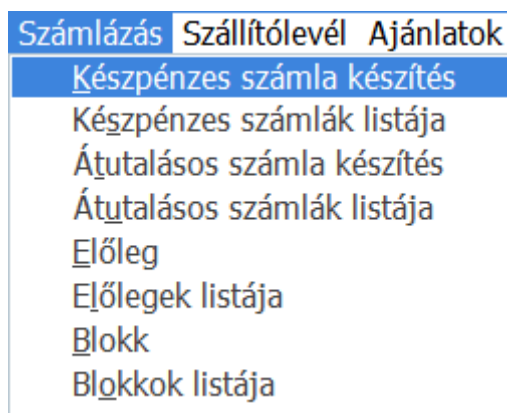 Számlázás Szállítólevél Ajánlatok
Készpénzes számla készítés
Készpénzes számlák listája
Átutalásos számla készítés
Átutalásos számlák listája
Előleg
Előlegek listája
Blokk
Blokkok listája